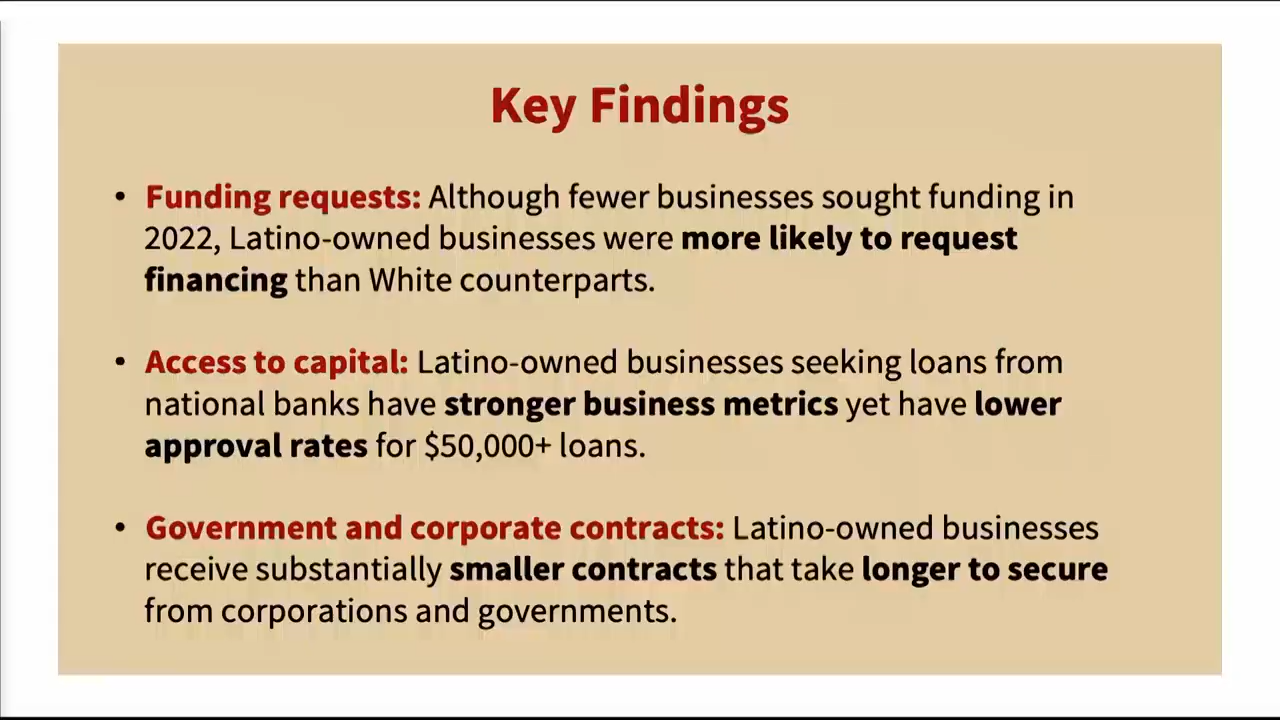 Key Findings
• Funding requests: Although fewer businesses sought funding in
2022, Latino-owned businesses were more likely to request
financing than White counterparts.
• Access to capital: Latino-owned businesses seeking loans from
national banks have stronger business metrics yet have lower
approval rates for $50,000+ loans.
• Government and corporate contracts: Latino-owned businesses
receive substantially smaller contracts that take longer to secure
from corporations and governments.